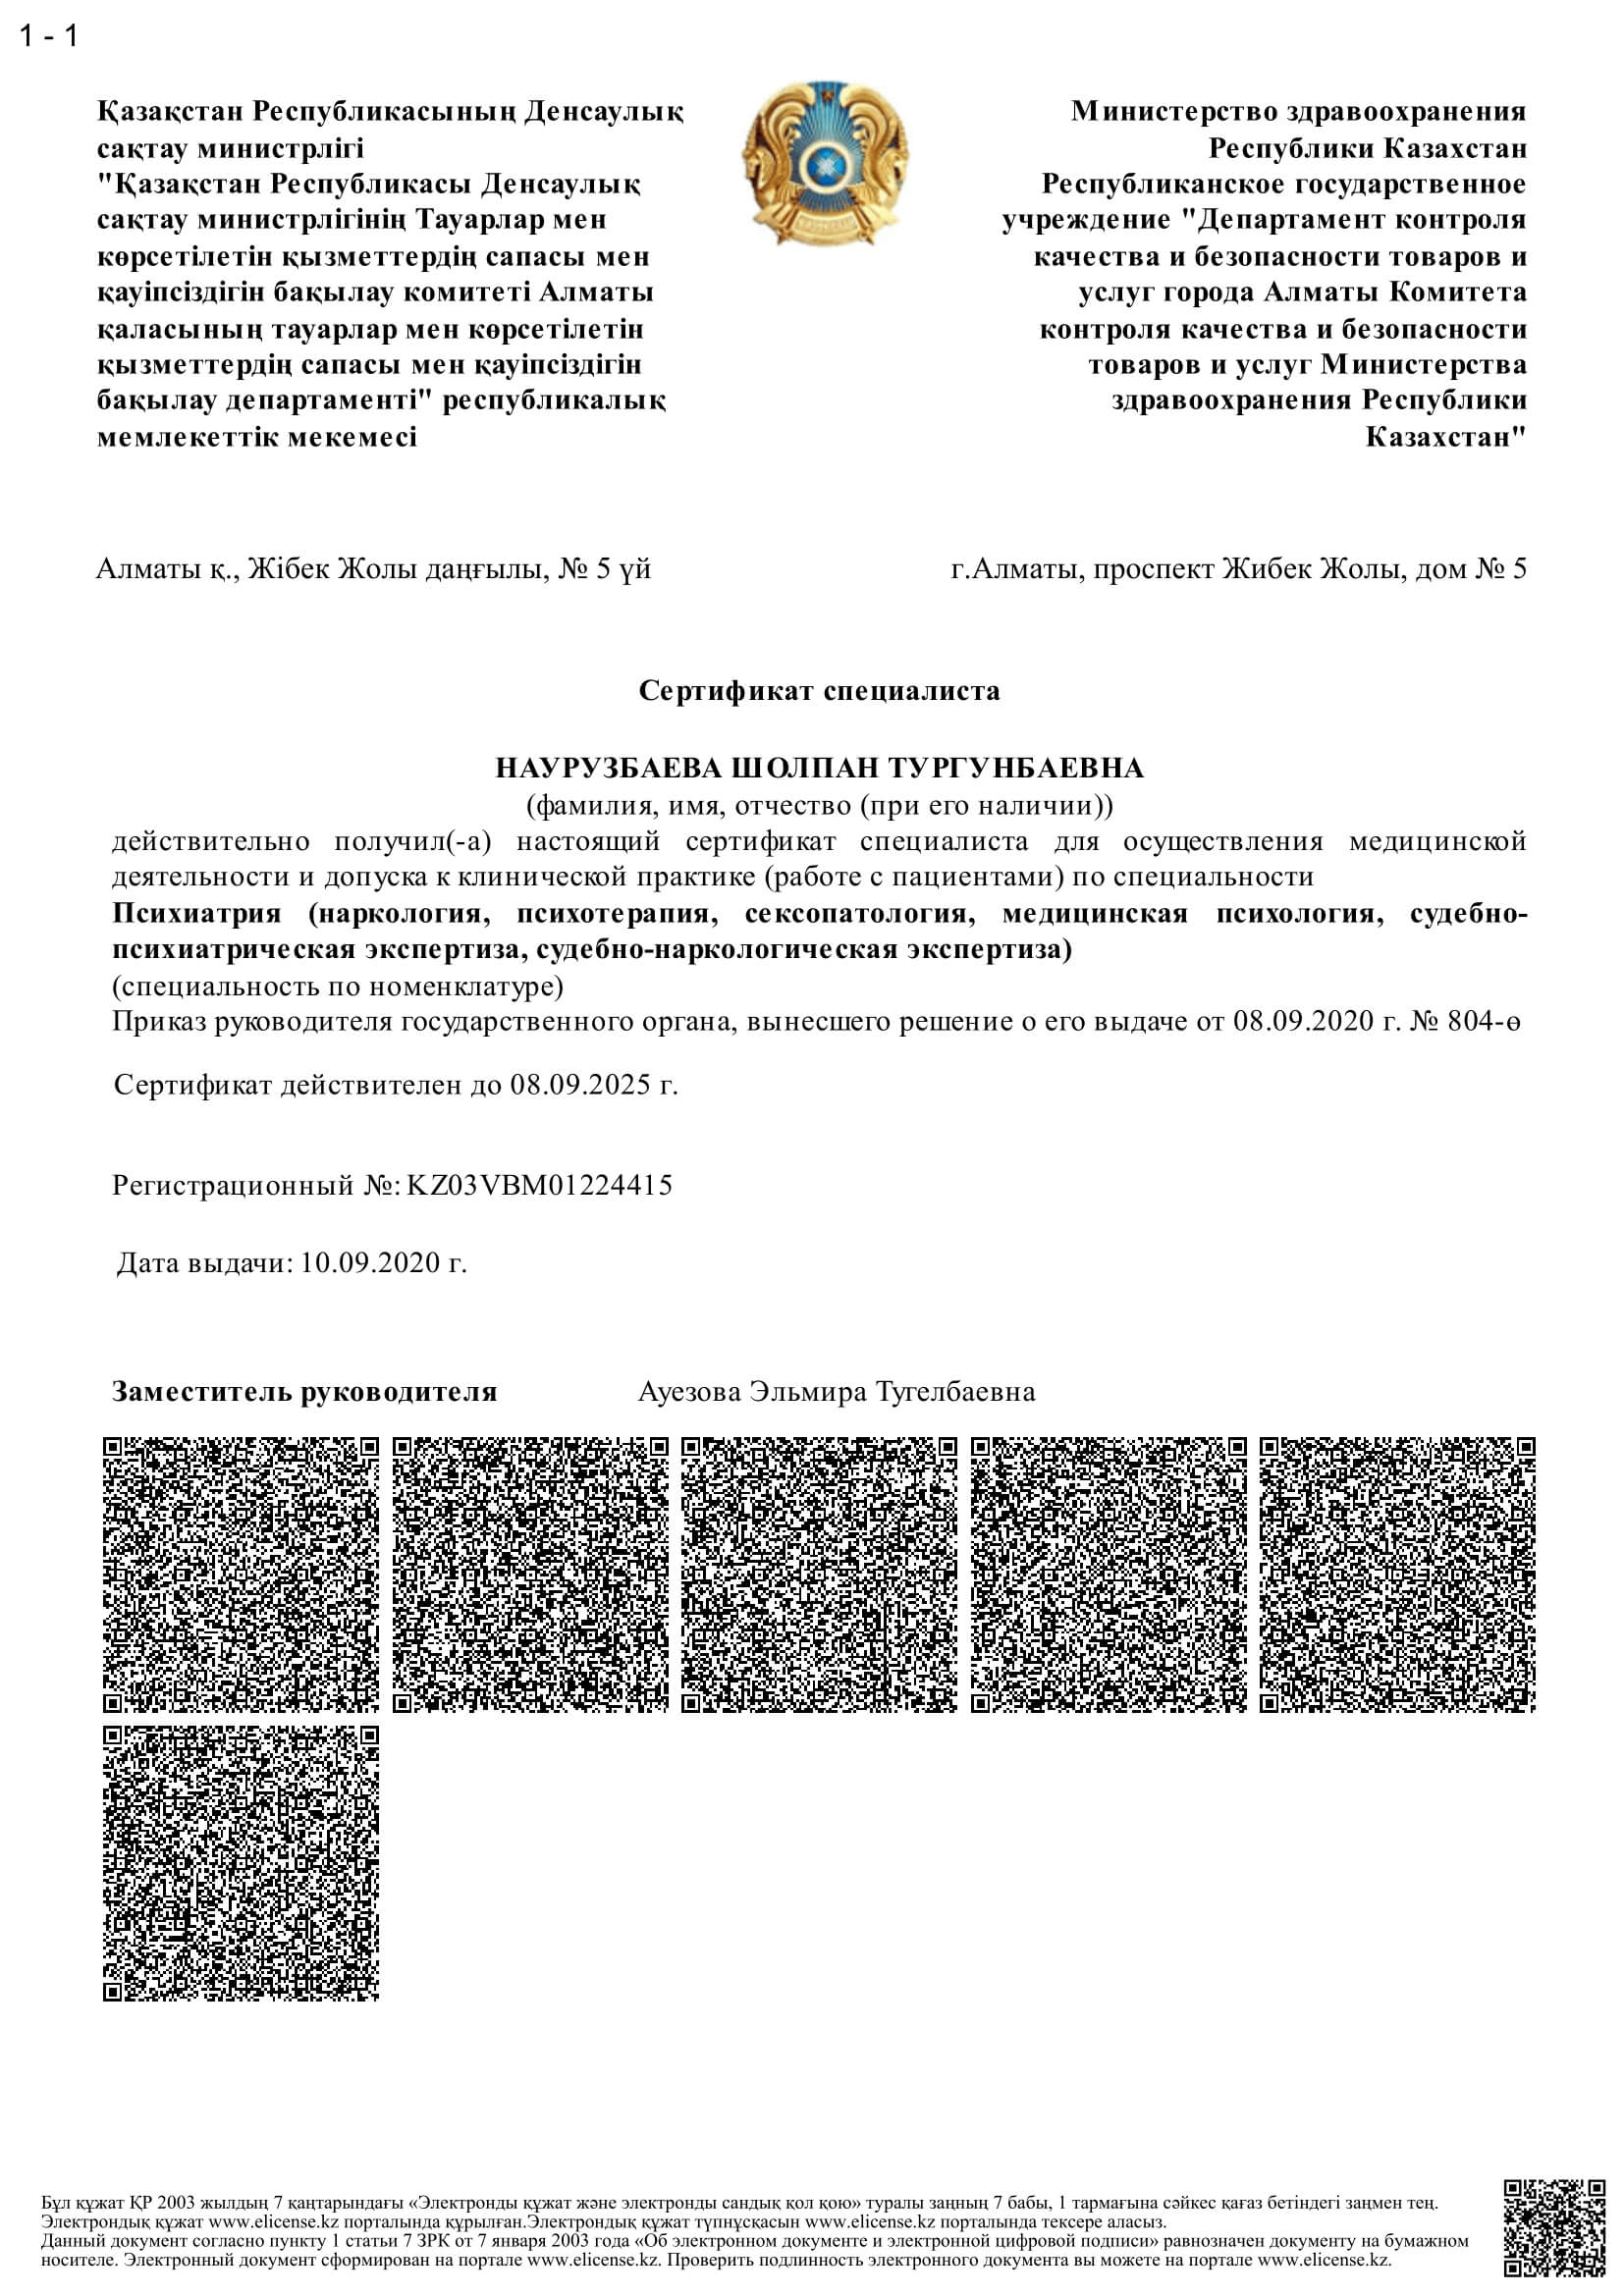 1 - 1
Қазақстан Республикасының Денсаулық
сақтау министрлігі
"Қазақстан Республикасы Денсаулық
сақтау министрлігінің Тауарлар мен
көрсетілетін қызметтердің сапасы мен
қауіпсіздігін бақылау комитеті Алматы
қаласының тауарлар мен көрсетілетін
қызметтердің сапасы мен қауіпсіздігін
бақылау департаменті" республикалық
мемлекеттік мекемесі
Министерство здравоохранения
Республики Казахстан
Республиканское государственное
учреждение "Департамент контроля
качества и безопасности товаров и
услуг города Алматы Комитета
контроля качества и безопасности
товаров и услуг Министерства
здравоохранения Республики
Казахстан"
Алматы қ., Жібек Жолы даңғылы, № 5 үй
г.Алматы, проспект Жибек Жолы, дом № 5
Сертификат специалиста
НАУРУЗБАЕВА ШОЛПАН ТУРГУНБАЕВНА
(фамилия, имя, отчество (при его наличии))
действительно получил(-а) настоящий сертификат специалиста для осуществления медицинской
деятельности и допуска к клинической практике (работе с пациентами) по специальности
Психиатрия (наркология, психотерапия, сексопатология, медицинская психология, судебно-
психиатрическая экспертиза, судебно-наркологическая экспертиза)
(специальность по номенклатуре)
Приказ руководителя государственного органа, вынесшего решение о его выдаче от 08.09.2020 г. № 804-ө
Сертификат действителен до 08.09.2025 г.
Регистрационный №: KZ03VBM01224415
Дата выдачи: 10.09.2020 г.
Заместитель руководителя Ауезова Эльмира Тугелбаевна
Бұл құжат ҚР 2003 жылдың 7 қаңтарындағы «Электронды құжат және электронды сандық қол қою» туралы заңның 7 бабы, 1 тармағына сәйкес қағаз бетіндегі заңмен тең.
Электрондық құжат www.elicense.kz порталында құрылған.Электрондық құжат түпнұсқасын www.elicense.kz порталында тексере аласыз.
Данный документ согласно пункту 1 статьи 7 ЗРК от 7 января 2003 года «Об электронном документе и электронной цифровой подписи» равнозначен документу на бумажном
носителе. Электронный документ сформирован на портале www.elicense.kz. Проверить подлинность электронного документа вы можете на портале www.elicense.kz.